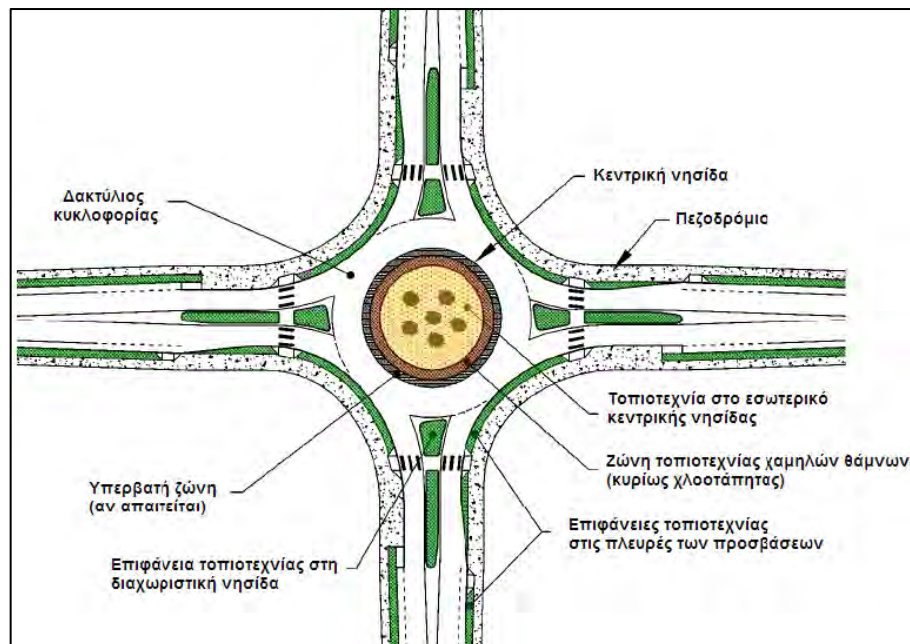 Κεντρική νησίδα
Δακτύλιος
κυκλοφορίας
Πεζοδρόμιο
Τοπιοτεχνία στο εσωτερικό
κεντρικής νησίδας
Ζώνη τοπιοτεχνίας χαμηλών θάμνων
(κυρίως χλοοτάπητας)
Υπερβατή ζώνη
(αν απαιτείται)
Επιφάνειες τοπιοτεχνίας
στις πλευρές των προσβάσεων
Επιφάνεια τοπιοτεχνίας στη
διαχωριστική νησίδα